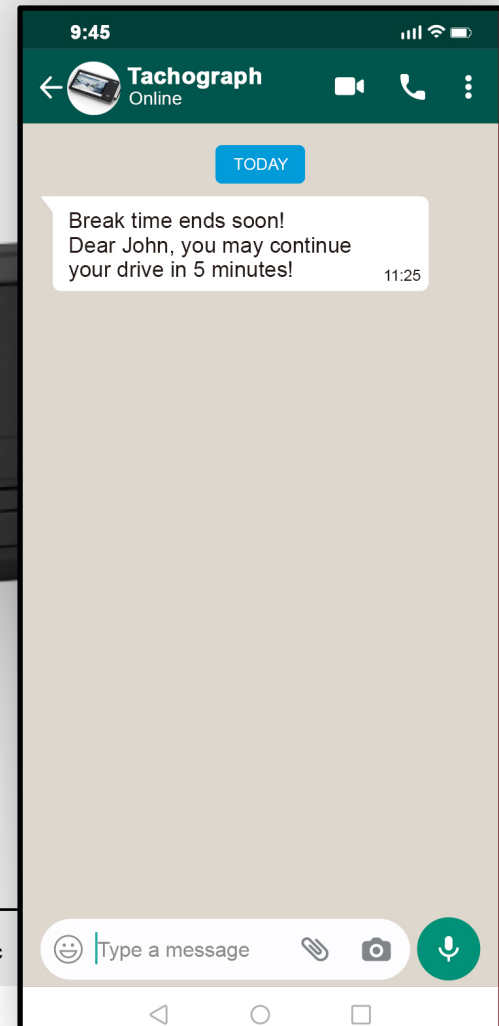 9:45
Tachograph
Online
TODAY
Break time ends soon!
Dear John, you may continue
your drive in 5 minutes!
11:25
Type a message